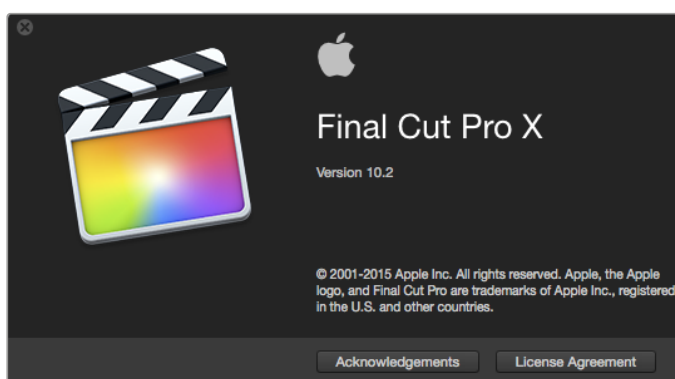 Final Cut Pro X
Version 10.2
© 2001-2015 Apple Inc. All rights reserved. Apple, the Apple
logo, and Final Cut Pro are trademarks of Apple Inc., registered
in the U.S. and other countries.
Acknowledgements
License Agreement